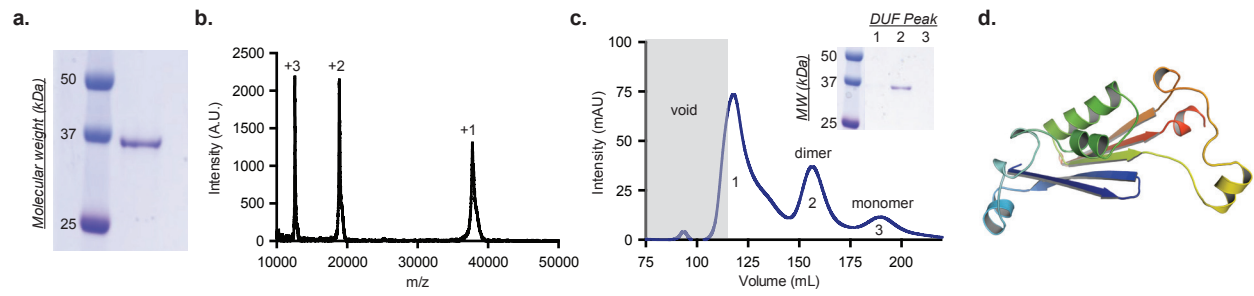 a.
Molecular weight (kDa)
50
37
25
b.
Intensity (A.U.)
2500
2000
1500
1000
500
0
+3
+2
+1
10000 20000 30000 40000 50000
m/z
c.
Intensity (mAU)
100
75
50
25
0
void
1
dimer
2
monomer
3
75 100 125 150 175 200
Volume (mL)
DUF Peak
1 2 3
MW (kDa)
50
37
25
d.